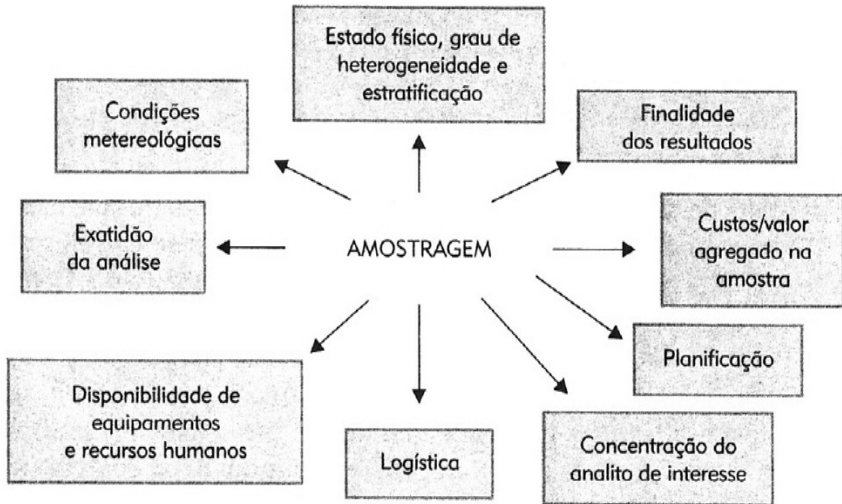 Estado físico, grau de
heterogeneidade e
estratificação
Condições
metereológicas
Finalidade
dos resultados
Exatidão
da análise
AMOSTRAGEM
Custos/valor
agregado na
amostra
Planificação
Disponibilidade de
equipamentos
e recursos humanos
Logística
Concentração do
analito de interesse